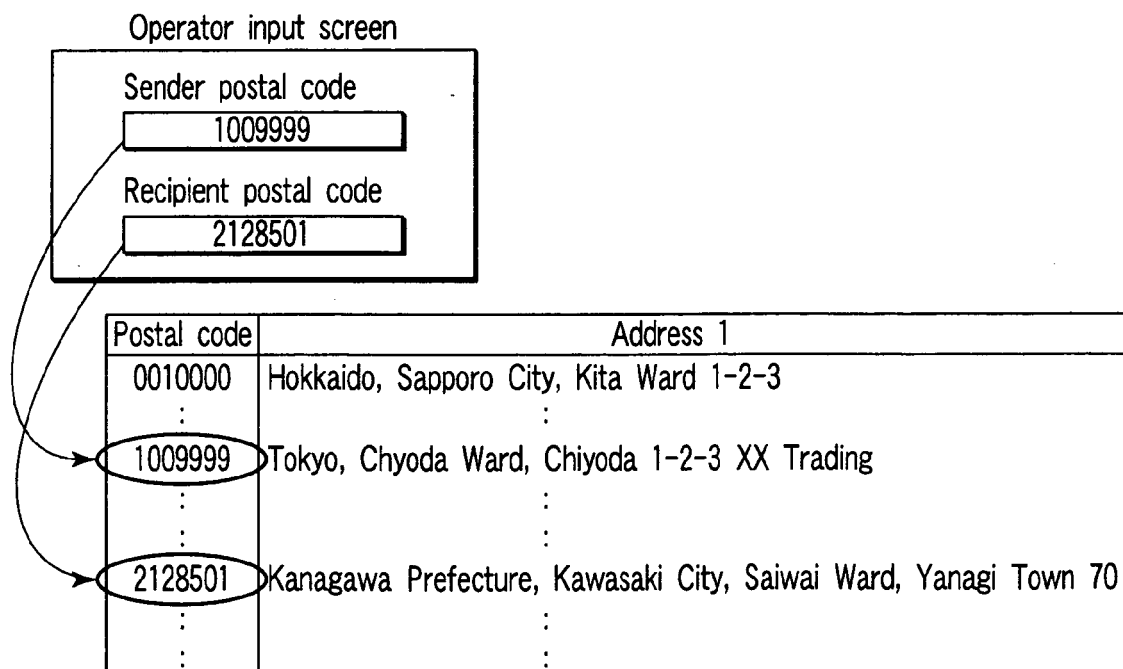 Operator input screen
Sender postal code
1009999
Recipient postal code
2128501
Postal code Address 1
0010000 Hokkaido, Sapporo City, Kita Ward 1-2-3
1009999 Tokyo, Chyoda Ward, Chiyoda 1-2-3 XX Trading
2128501 Kanagawa Prefecture, Kawasaki City, Saiwai Ward, Yanagi Town 70